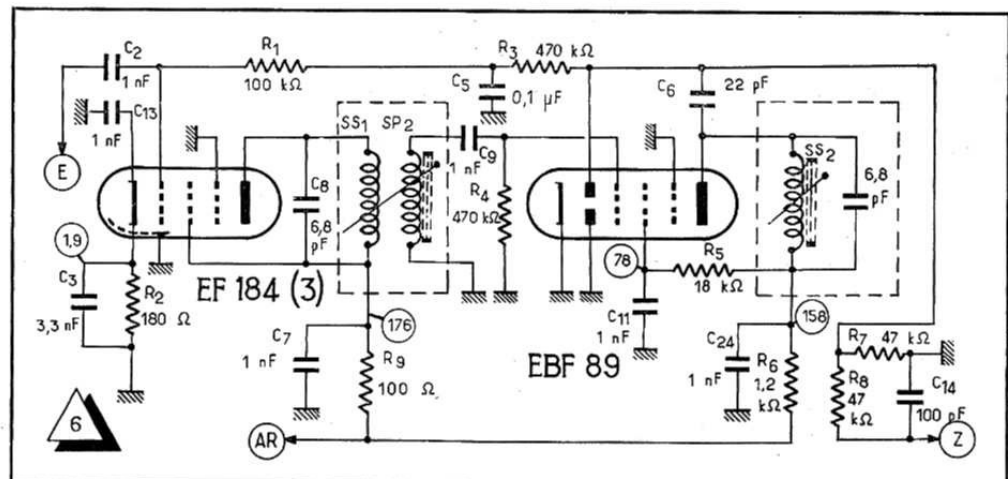 C2
1 nF
R1
100 kΩ
R3 470 kΩ
C5
0,1 µF
C6
22 pF
C13
1 nF
E
SS1 SP2
C8
6,8
pF
C9
1 nF
R4
470 kΩ
SS2
6,8
pF
1,9
C3
3,3 nF
R2
180 Ω
EF 184 (3)
176
C7
1 nF
R9
100 Ω
78
R5
18 kΩ
C11
1 nF
EBF 89
158
C24
1 nF
R6
1,2
kΩ
R7 47 kΩ
R8
47
kΩ
C14
100 pF
6
AR
Z